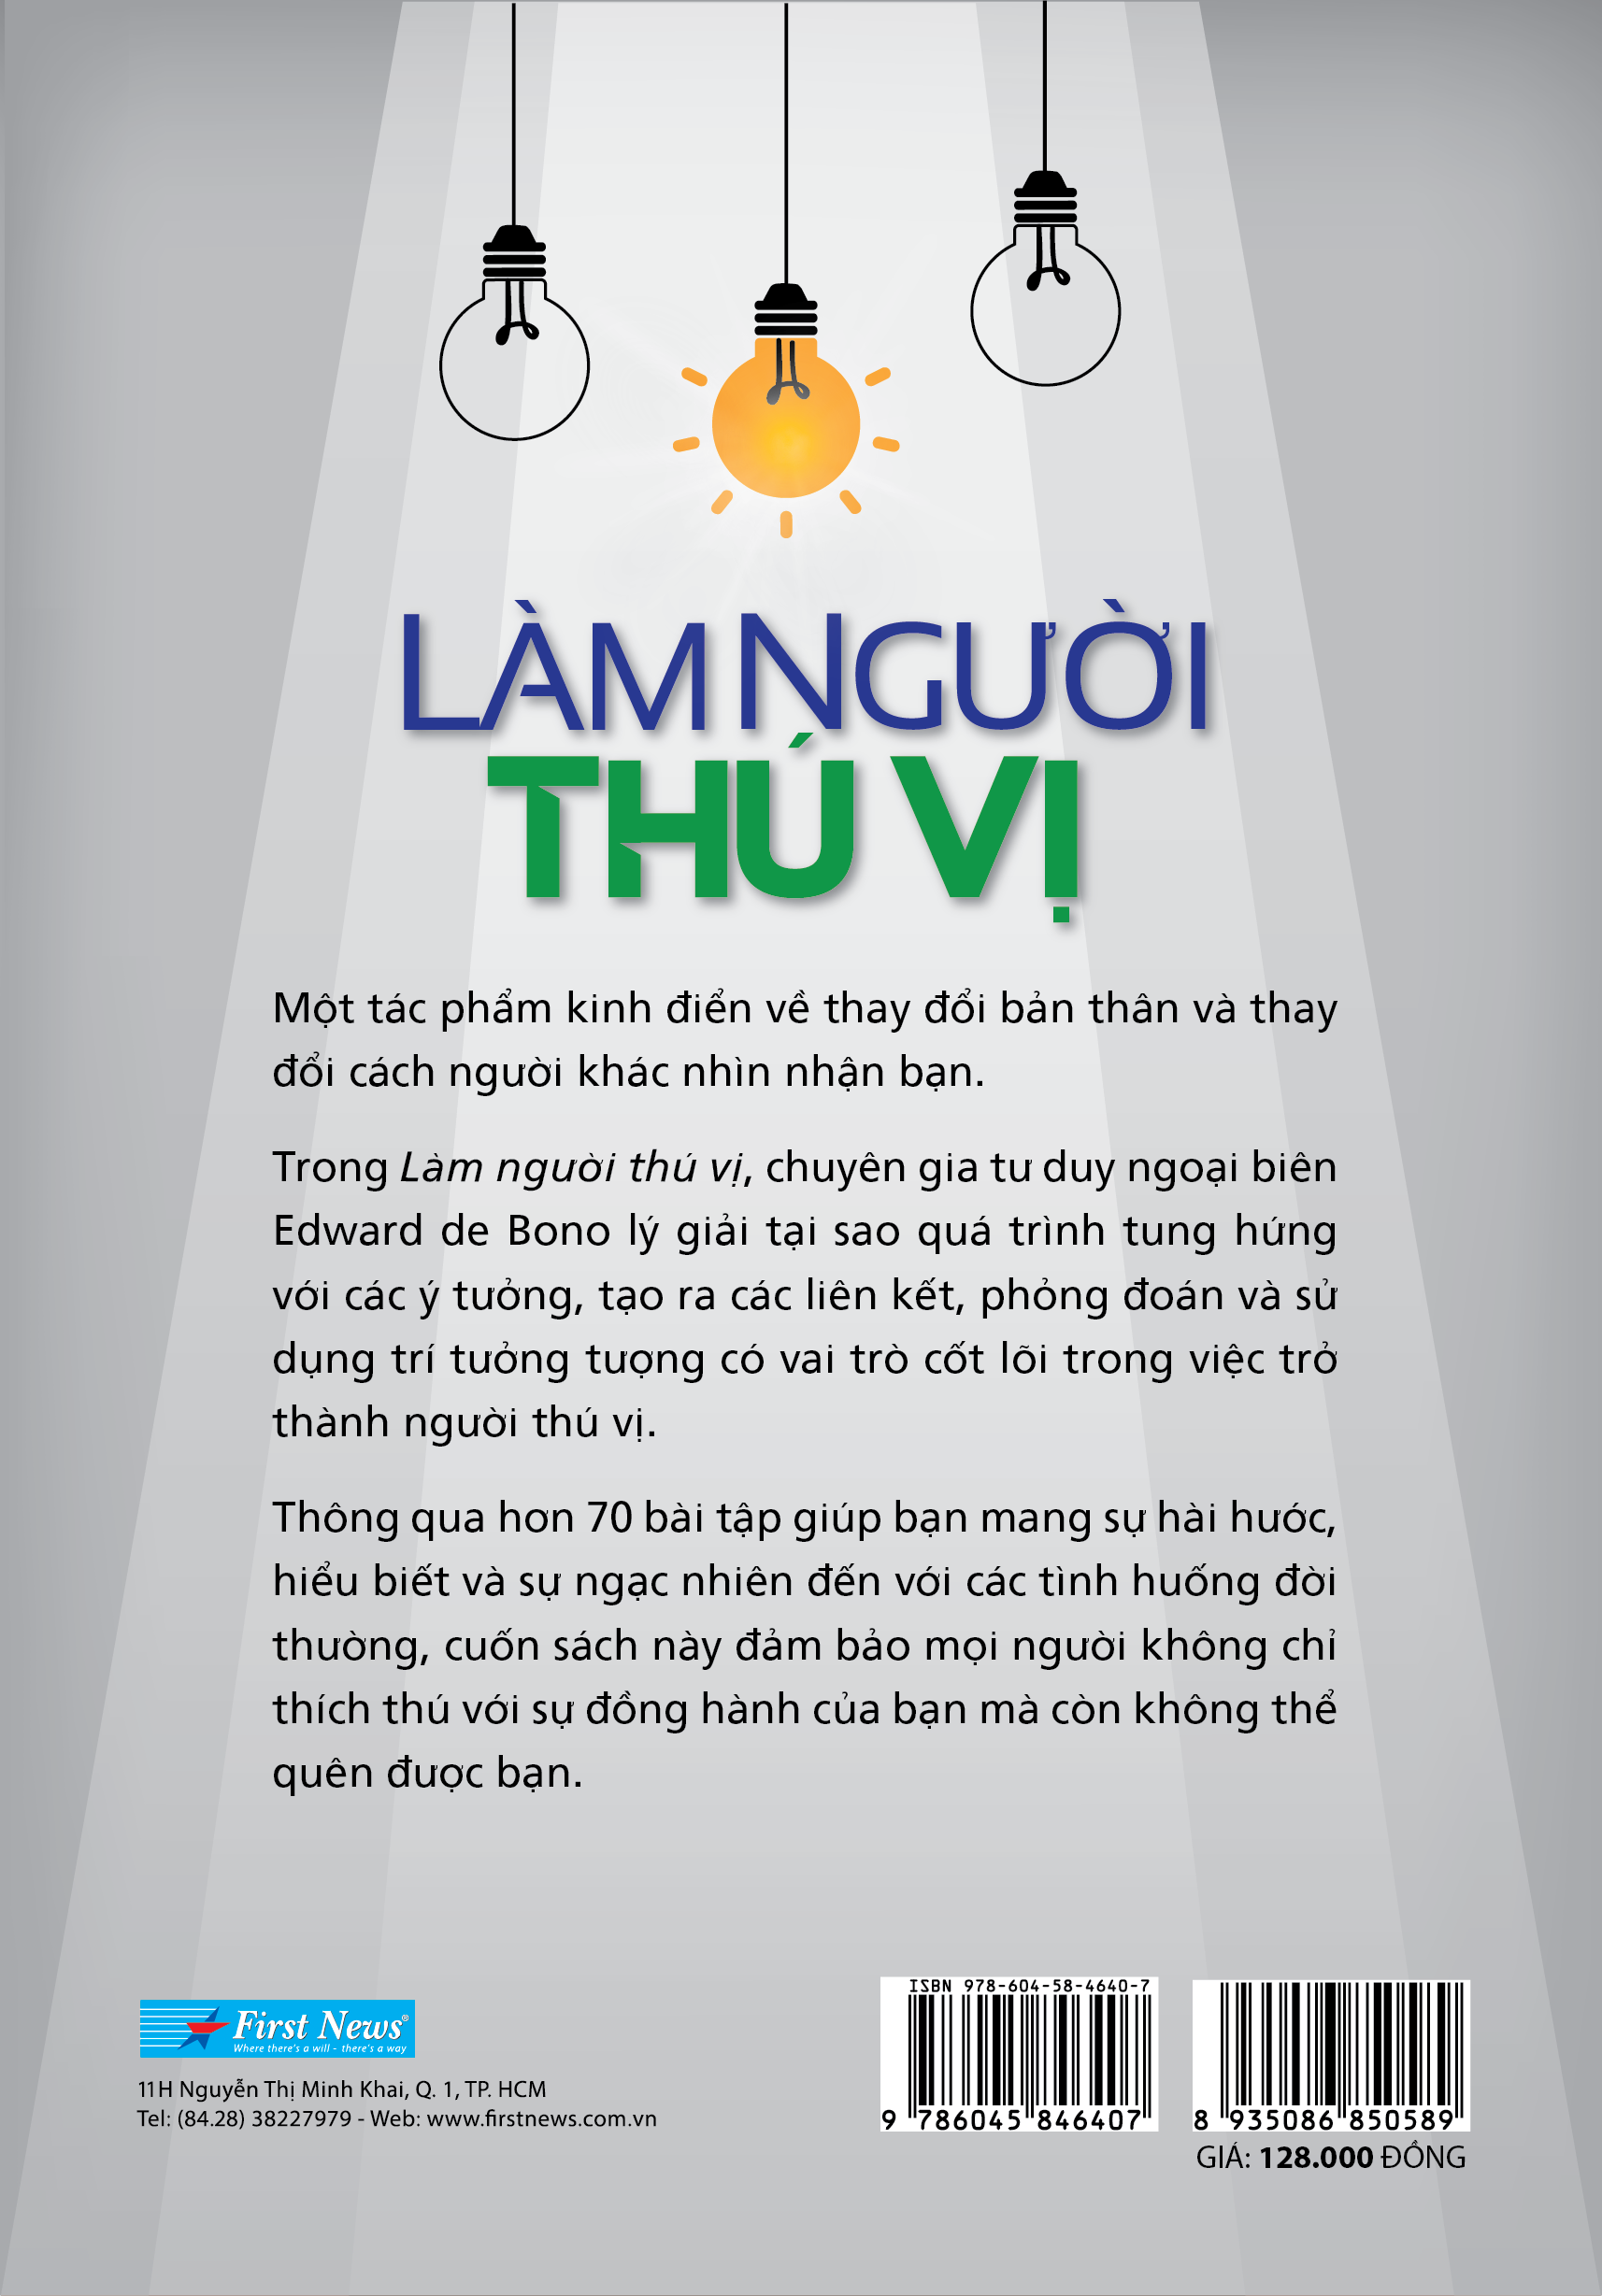 LÀM NGƯỜI
THÚ VỊ
Một tác phẩm kinh điển về thay đổi bản thân và thay
đổi cách người khác nhìn nhận bạn.
Trong Làm người thú vị, chuyên gia tư duy ngoại biên
Edward de Bono lý giải tại sao quá trình tung hứng
với các ý tưởng, tạo ra các liên kết, phỏng đoán và sử
dụng trí tưởng tượng có vai trò cốt lõi trong việc trở
thành người thú vị.
Thông qua hơn 70 bài tập giúp bạn mang sự hài hước,
hiểu biết và sự ngạc nhiên đến với các tình huống đời
thường, cuốn sách này đảm bảo mọi người không chỉ
thích thú với sự đồng hành của bạn mà còn không thể
quên được bạn.
First News®
Where there's a will - there's a way
11H Nguyễn Thị Minh Khai, Q. 1, TP. HCM
Tel: (84.28) 38227979 - Web: www.firstnews.com.vn
ISBN 978-604-58-4640-7
9 786045 846407
8 935086 850589
GIÁ: 128.000 ĐỒNG